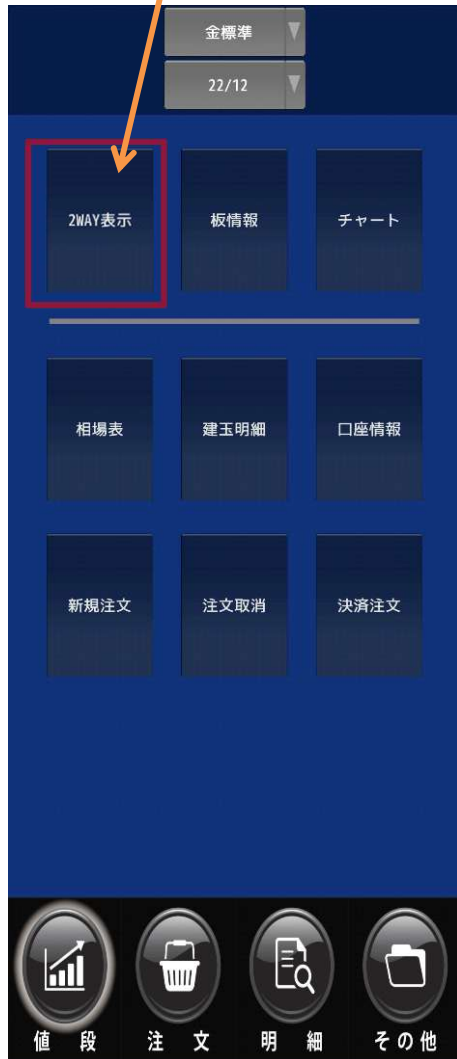 金標準
22/12
2WAY表示 板情報 チャート
相場表 建玉明細 口座情報
新規注文 注文取消 決済注文
値 段 注 文 明 細 その他